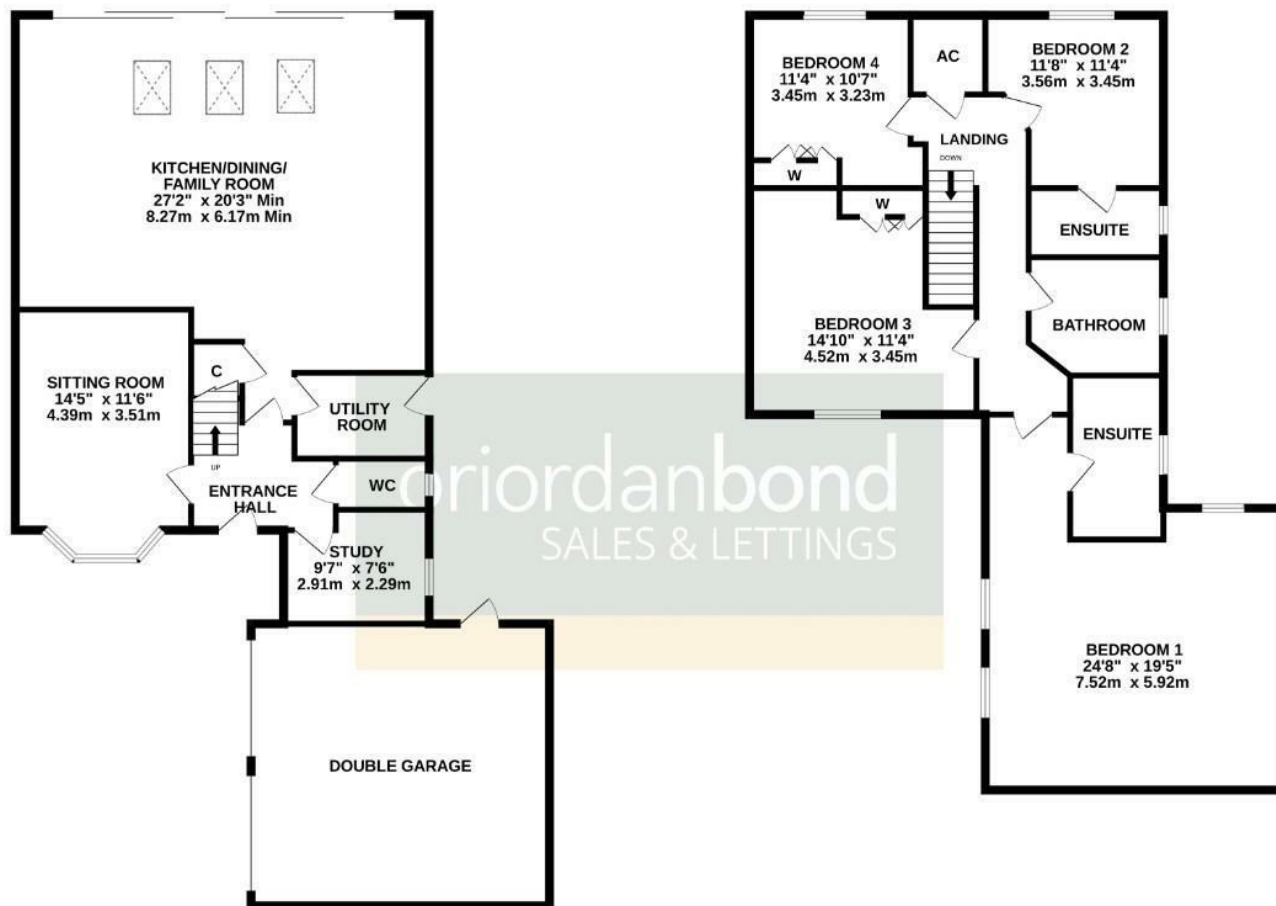 KITCHEN/DINING/
FAMILY ROOM
27'2" x 20'3" Min
8.27m x 6.17m Min
SITTING ROOM
14'5" x 11'6"
4.39m x 3.51m
C
UP
UTILITY
ROOM
ENTRANCE
HALL
WC
STUDY
9'7" x 7'6"
2.91m x 2.29m
DOUBLE GARAGE
oriordanbond
SALES & LETTINGS
BEDROOM 4
11'4" x 10'7"
3.45m x 3.23m
AC
BEDROOM 2
11'8" x 11'4"
3.56m x 3.45m
LANDING
DOWN
W
W
ENSUITE
BEDROOM 3
14'10" x 11'4"
4.52m x 3.45m
BATHROOM
ENSUITE
BEDROOM 1
24'8" x 19'5"
7.52m x 5.92m